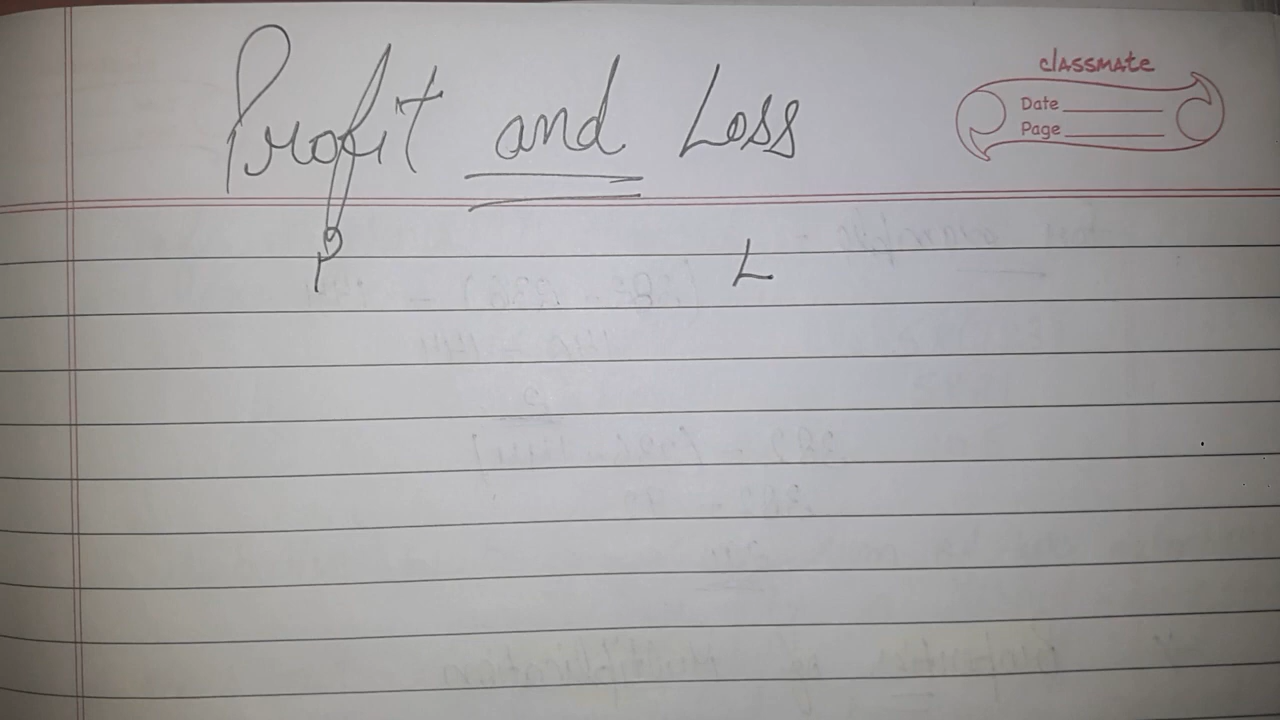 classmate
Date
Page
Profit and Loss
P L